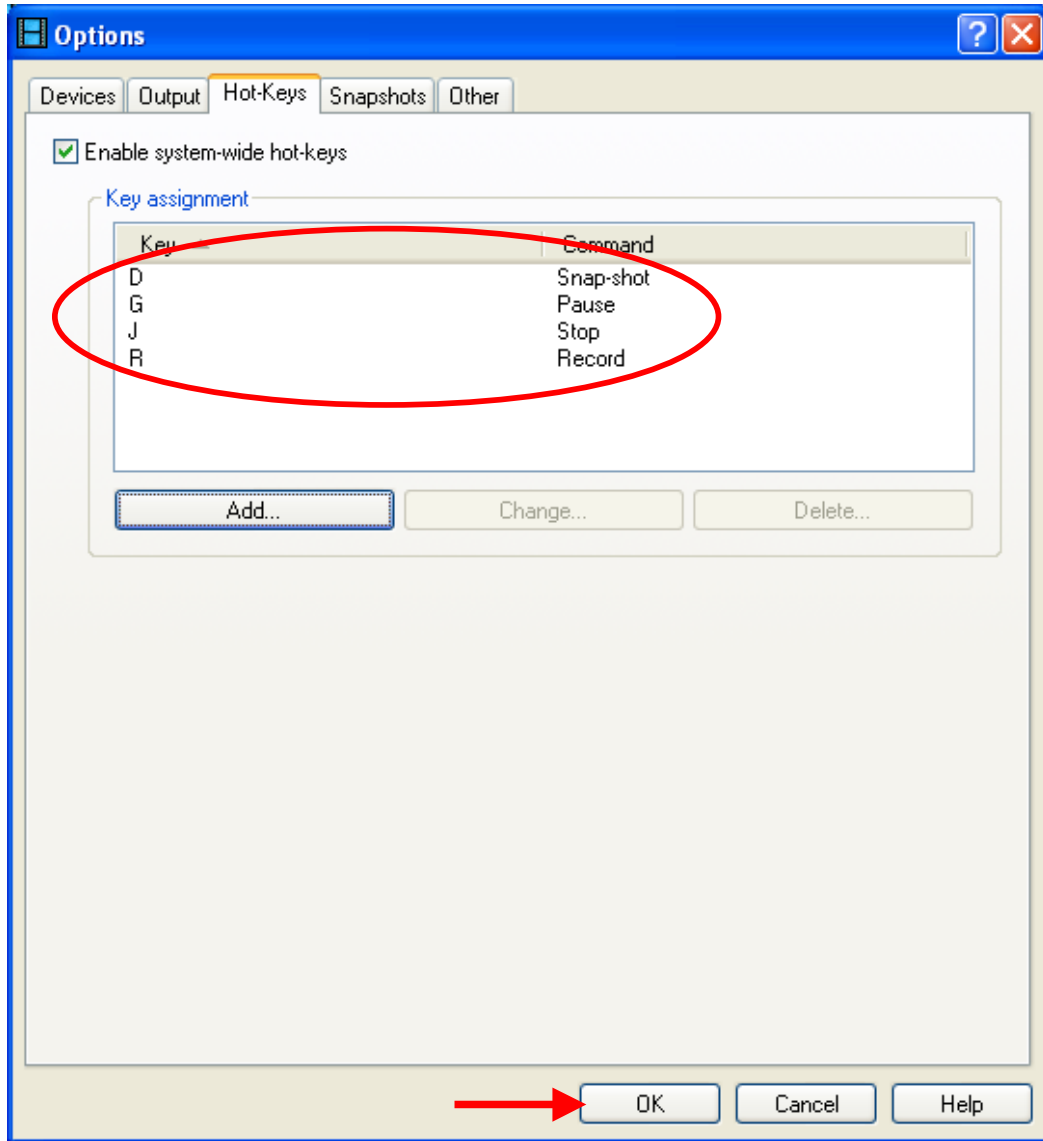 Options
Devices Output Hot-Keys Snapshots Other
Enable system-wide hot-keys
Key assignment
Key Command
D Snap-shot
G Pause
J Stop
R Record
Add... Change... Delete...
OK Cancel Help